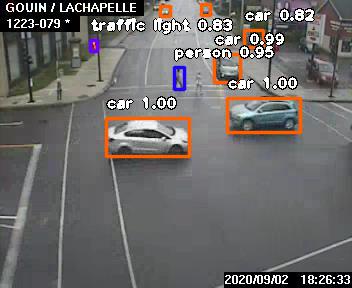 GOUIN / LACHAPELLE
1223-079 *
traffic light 0.83
car 0.82
car 0.99
person 0.95
car 1.00
car 1.00
2020/09/02 18:26:33